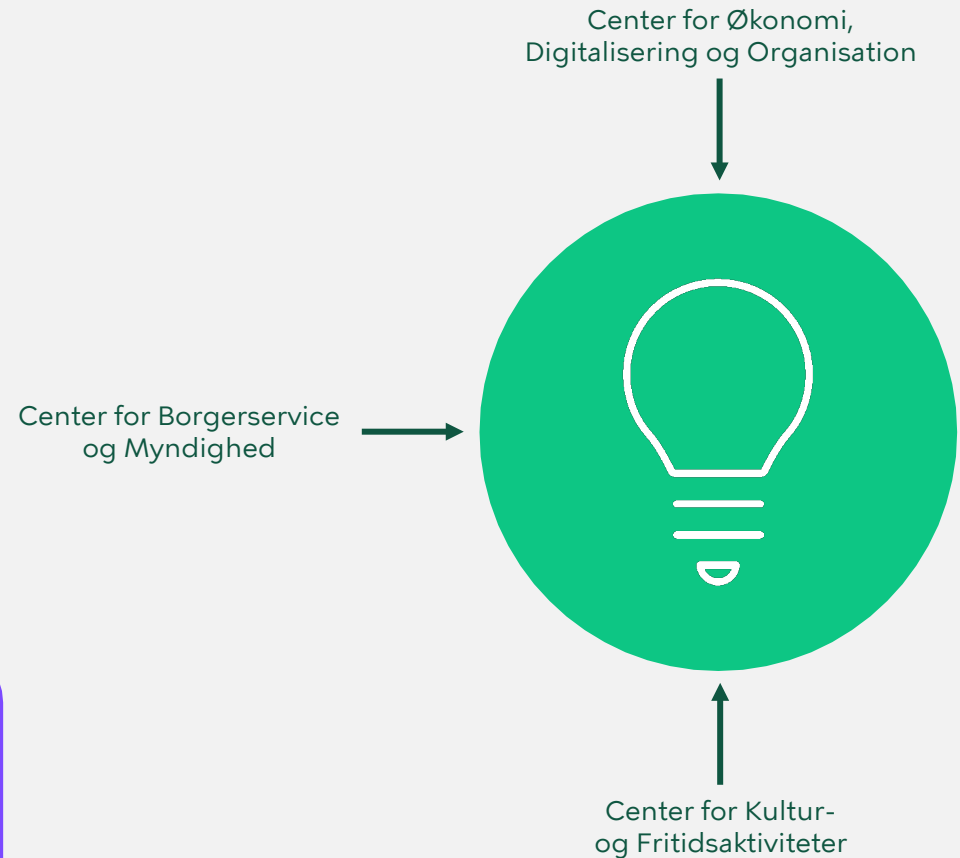 Center for Økonomi,
Digitalisering og Organisation
Center for Borgerservice
og Myndighed
Center for Kultur-
og Fritidsaktiviteter